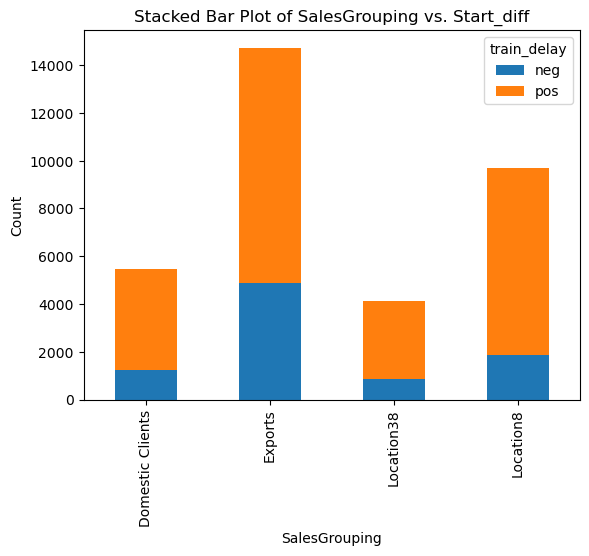 Stacked Bar Plot of SalesGrouping vs. Start_diff
train_delay
neg
pos
14000
12000
10000
8000
6000
4000
2000
0
Count
Domestic Clients
Exports
Location38
Location8
SalesGrouping